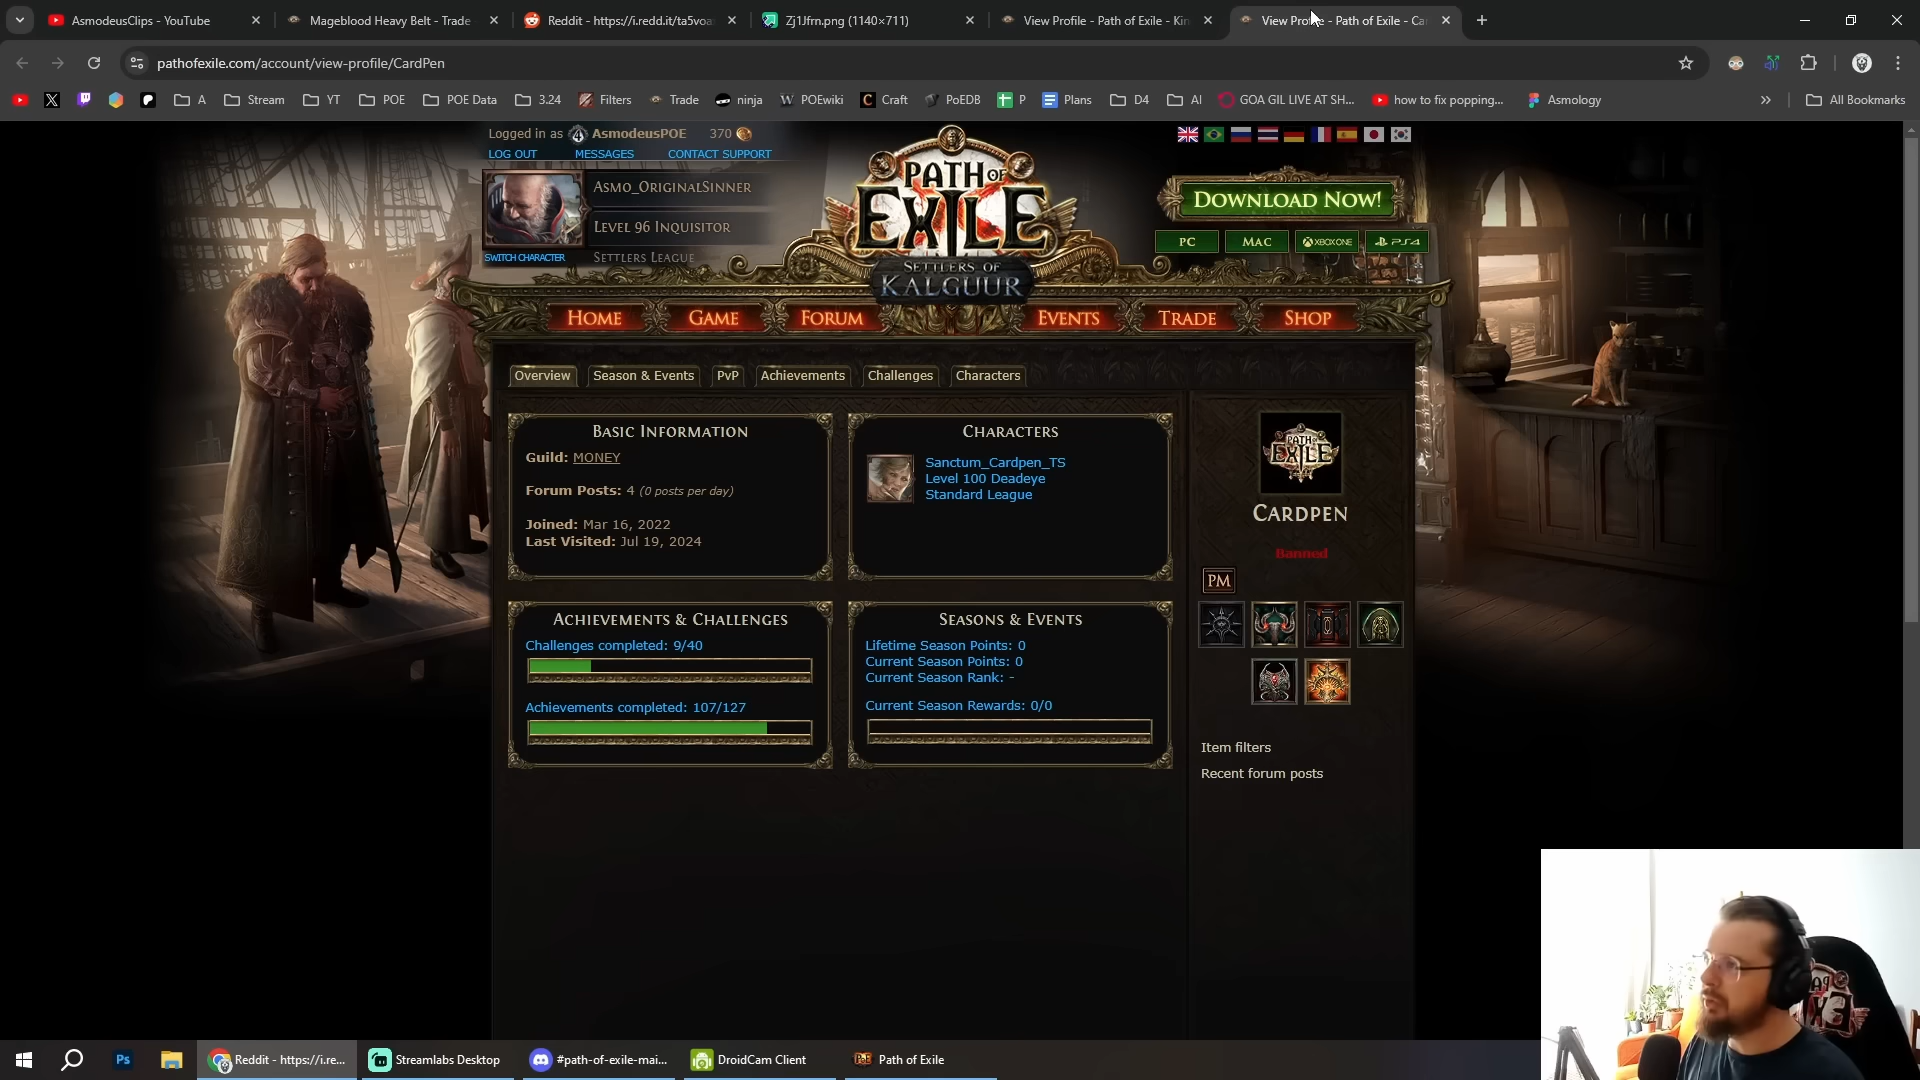 AsmodeusClips - YouTube
Mageblood Heavy Belt - Trade
Reddit - https://i.redd.it/ta5voa
Zj1Jfrn.png (1140×711)
View Profile - Path of Exile - Kin
View Profile - Path of Exile - Ca
pathofexile.com/account/view-profile/CardPen
A
Stream
YT
POE
POE Data
3.24
Filters
Trade
ninja
POEwiki
Craft
PoEDB
P
Plans
D4
AI
GOA GIL LIVE AT SH...
how to fix popping...
Asmology
All Bookmarks
Logged in as AsmodeusPOE 370
LOG OUT MESSAGES CONTACT SUPPORT
Asmo_OriginalSinner
Level 96 Inquisitor
SWITCH CHARACTER Settlers League
PATH OF EXILE
SETTLERS OF KALGUUR
Download Now!
PC MAC XBOX ONE PS4
Home Game Forum Events Trade Shop
Overview Season & Events PvP Achievements Challenges Characters
Basic Information
Guild: MONEY
Forum Posts: 4 (0 posts per day)
Joined: Mar 16, 2022
Last Visited: Jul 19, 2024
Characters
Sanctum_Cardpen_TS
Level 100 Deadeye
Standard League
Achievements & Challenges
Challenges completed: 9/40
Achievements completed: 107/127
Seasons & Events
Lifetime Season Points: 0
Current Season Points: 0
Current Season Rank: -
Current Season Rewards: 0/0
PATH OF EXILE
CardPen
Banned
PM
Item filters
Recent forum posts
Ps
Reddit - https://i.re...
Streamlabs Desktop
#path-of-exile-mai...
DroidCam Client
Path of Exile